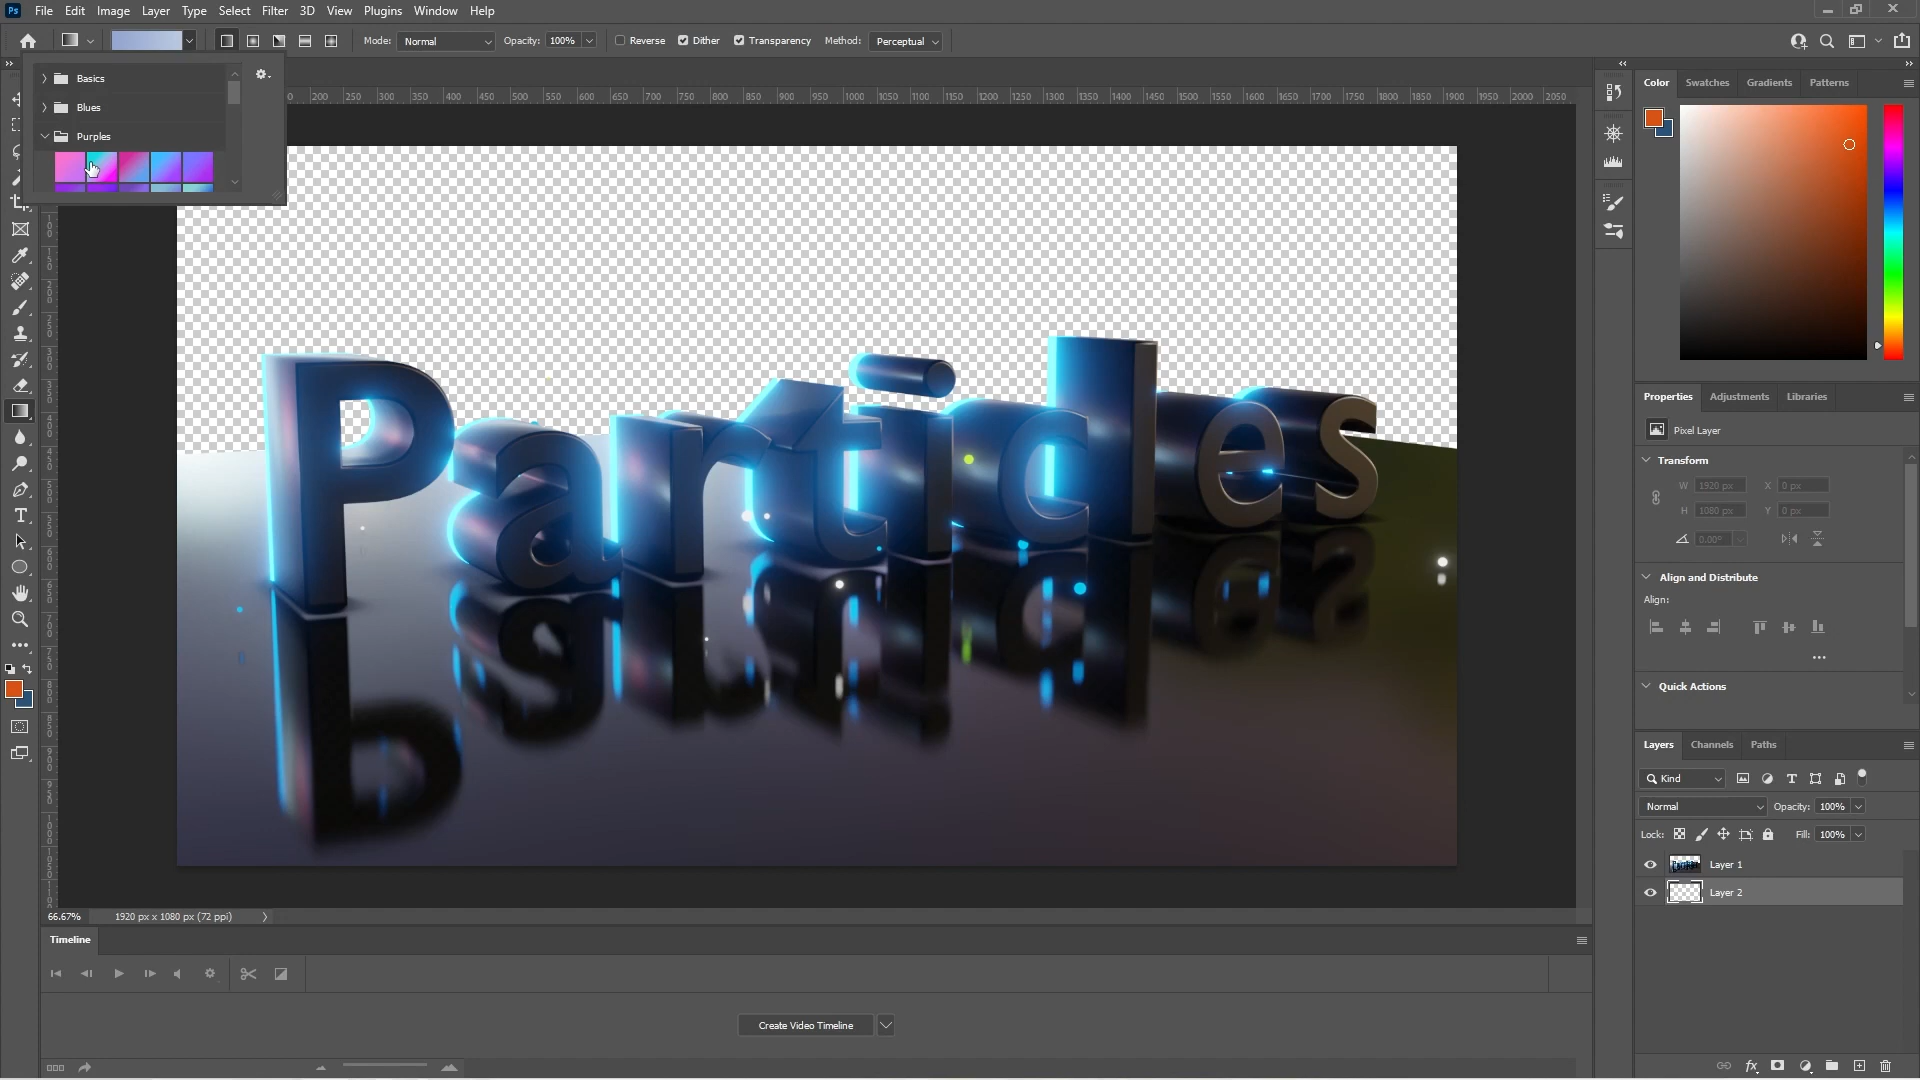 Ps File Edit Image Layer Type Select Filter 3D View Plugins Window Help
Mode: Normal Opacity: 100% Reverse Dither Transparency Method: Perceptual
Basics
Blues
Purples
200 250 300 350 400 450 500 550 600 650 700 750 800 850 900 950 1000 1050 1100 1150 1200 1250 1300 1350 1400 1450 1500 1550 1600 1650 1700 1750 1800 1850 1900 1950 2000 2050
Particles
66.67% 1920 px x 1080 px (72 ppi)
Timeline
Create Video Timeline
Color Swatches Gradients Patterns
Properties Adjustments Libraries
Pixel Layer
Transform
W 1920 px X 0 px
H 1080 px Y 0 px
0.00°
Align and Distribute
Align:
Quick Actions
Layers Channels Paths
Kind
Normal Opacity: 100%
Lock: Fill: 100%
Layer 1
Layer 2